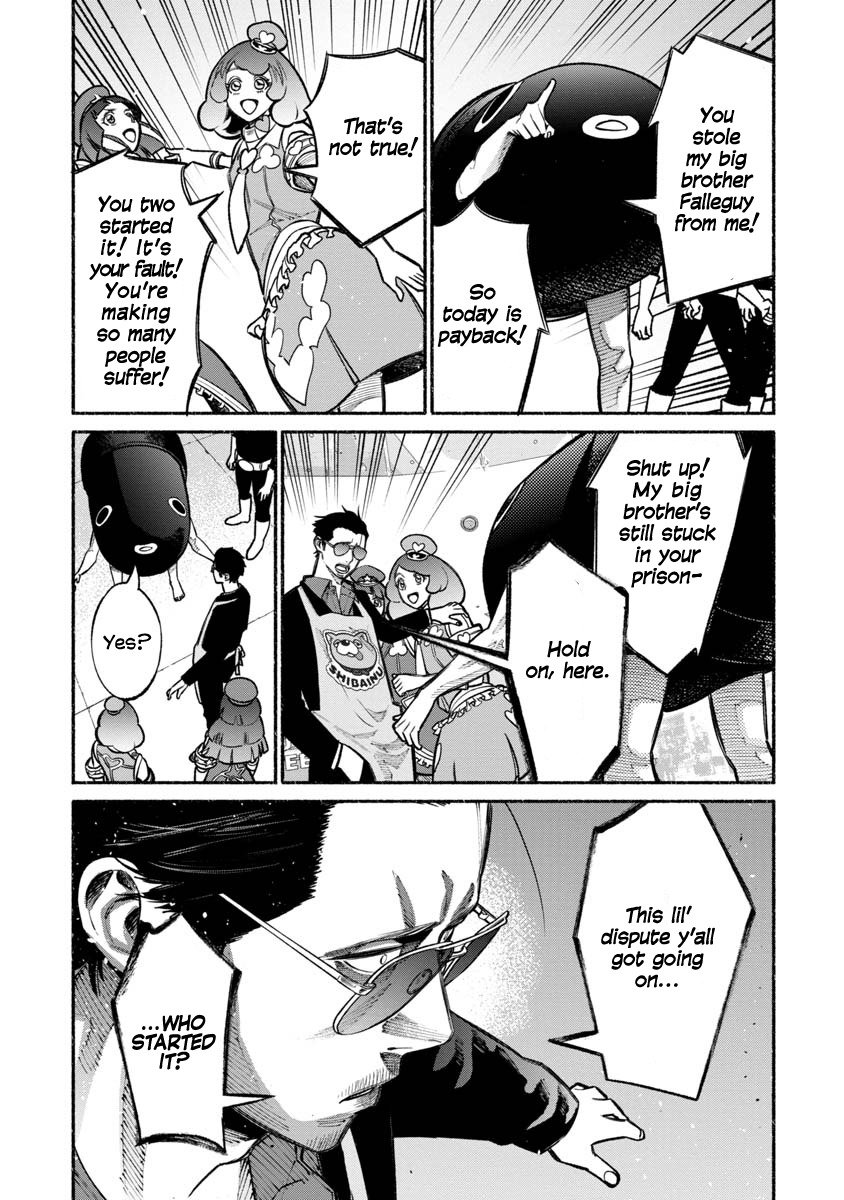 You
stole
my big
brother
Falleguy
from me!
So
today is
payback!
That's
not true!
You two
started
it! It's
your fault!
You're
making
so many
people
suffer!
Shut up!
My big
brother's
still stuck
in your
prison-
Hold
on, here.
SHIBAINU
Yes?
This lil'
dispute y'all
got going
on...
...WHO
STARTED
IT?